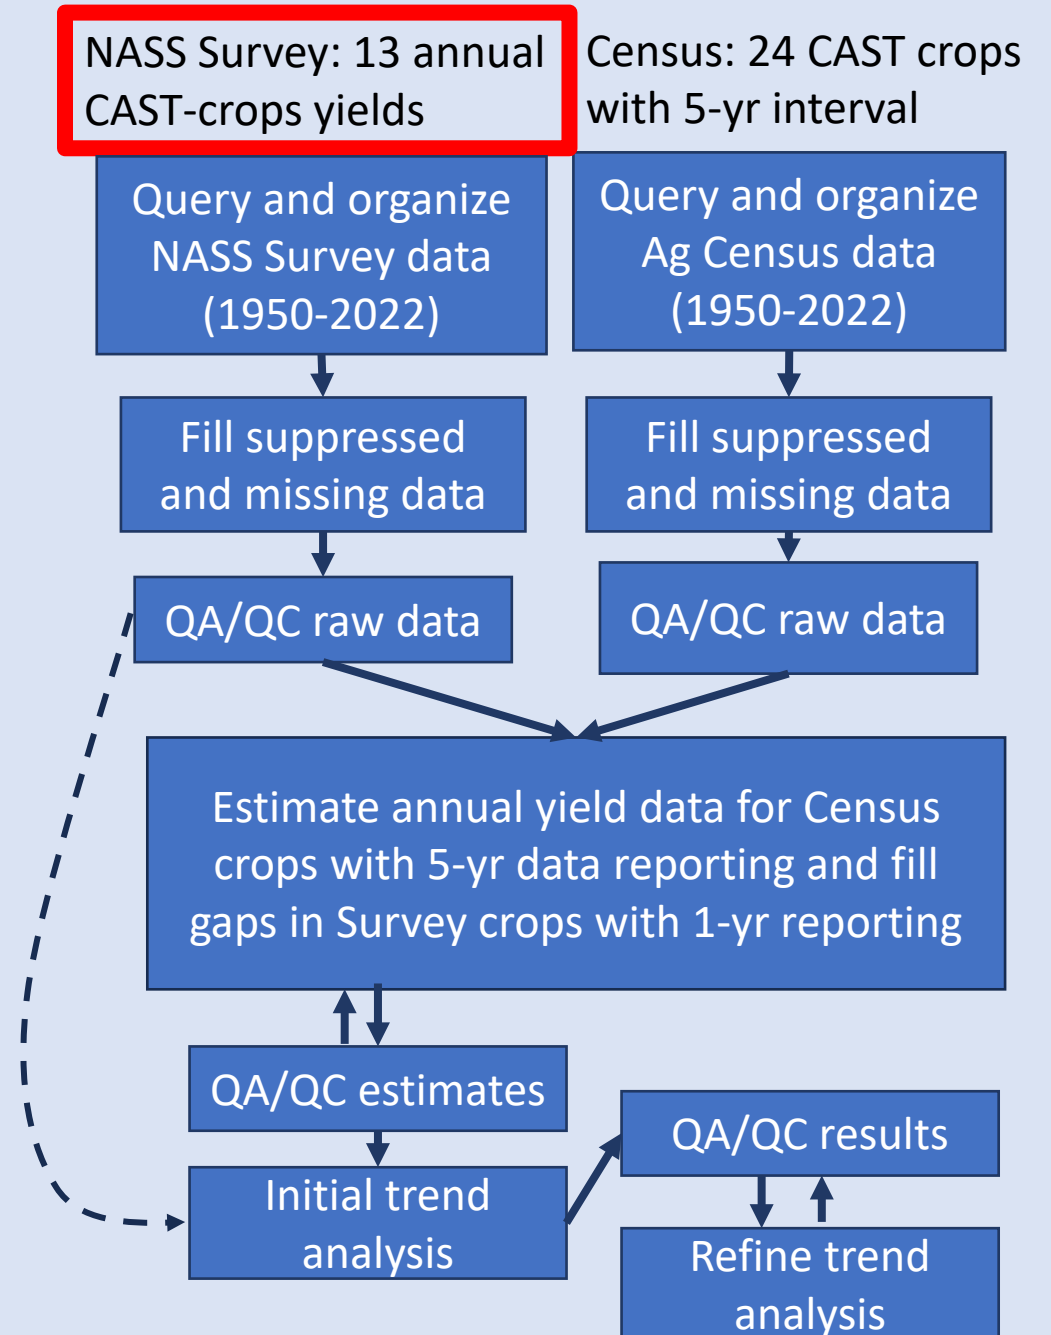 NASS Survey: 13 annual
CAST-crops yields
Census: 24 CAST crops
with 5-yr interval
Query and organize
NASS Survey data
(1950-2022)
Query and organize
Ag Census data
(1950-2022)
Fill suppressed
and missing data
Fill suppressed
and missing data
QA/QC raw data
QA/QC raw data
Estimate annual yield data for Census
crops with 5-yr data reporting and fill
gaps in Survey crops with 1-yr reporting
QA/QC estimates
Initial trend
analysis
QA/QC results
Refine trend
analysis